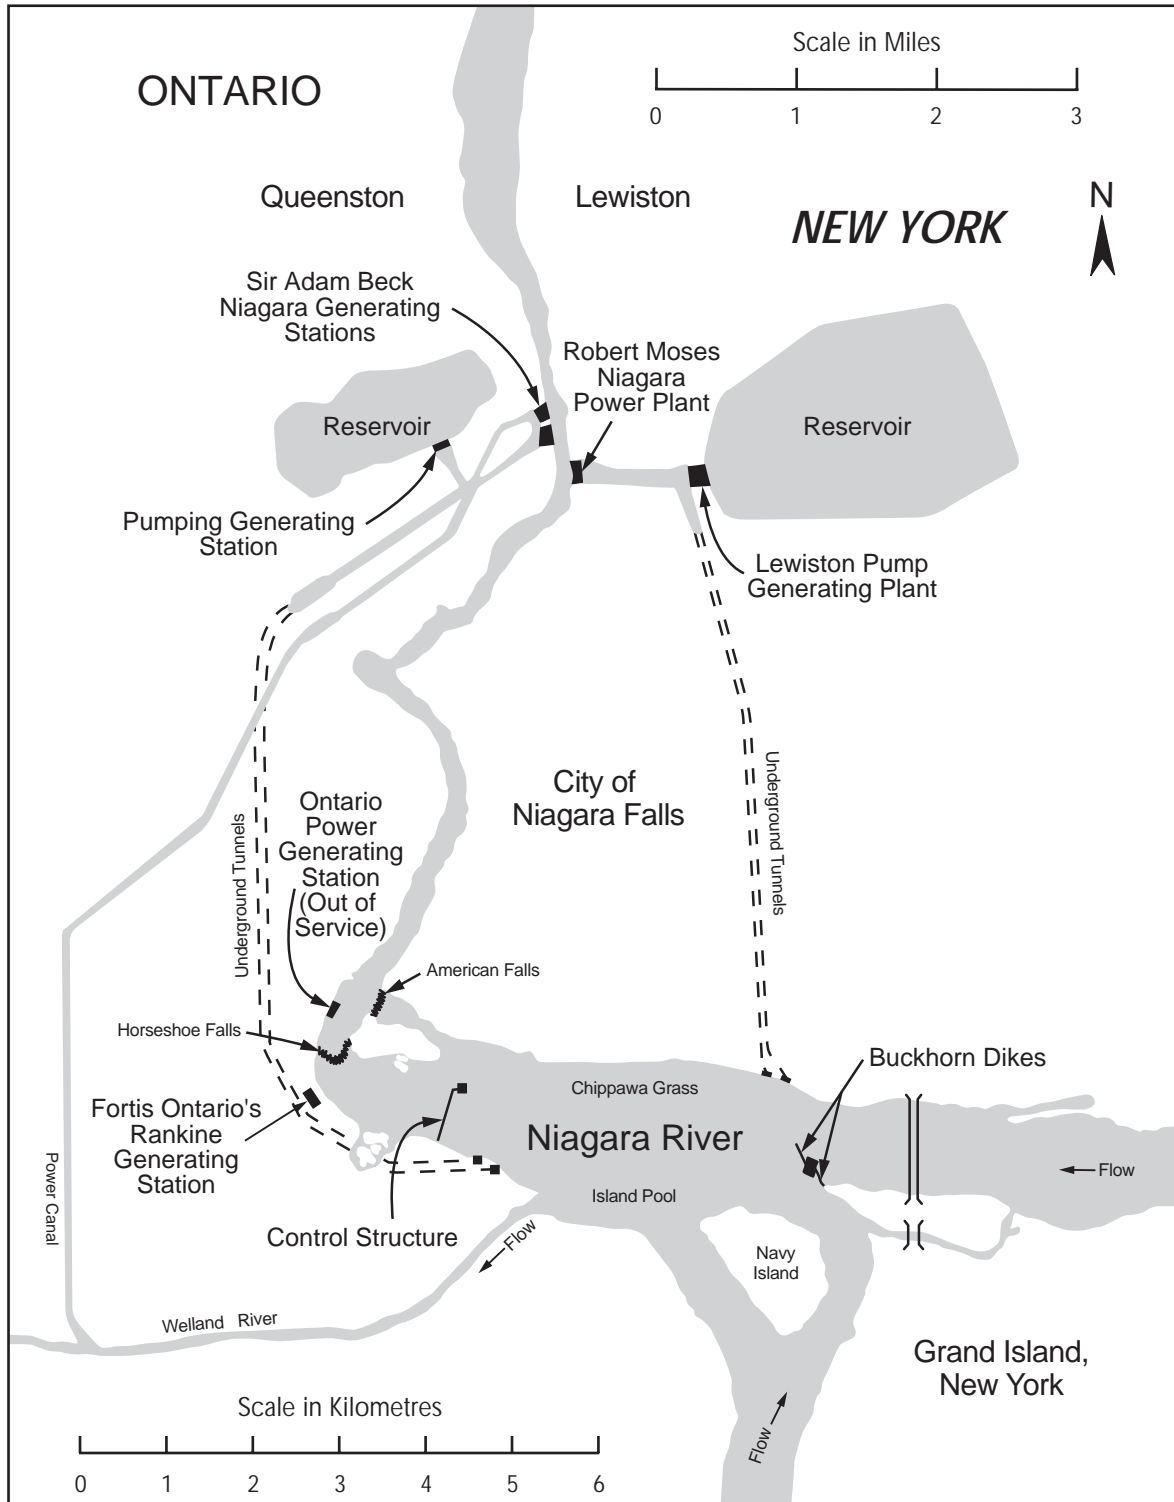 Scale in Miles
0 1 2 3
ONTARIO
Queenston
Lewiston
NEW YORK
N
Sir Adam Beck
Niagara Generating
Stations
Robert Moses
Niagara
Power Plant
Reservoir
Reservoir
Pumping Generating
Station
Lewiston Pump
Generating Plant
City of
Niagara Falls
Underground Tunnels
Underground Tunnels
Ontario
Power
Generating
Station
(Out of
Service)
American Falls
Horseshoe Falls
Buckhorn Dikes
Chippawa Grass
Niagara River
Island Pool
Fortis Ontario's
Rankine
Generating
Station
Control Structure
Power Canal
Flow
Flow
Navy
Island
Welland River
Grand Island,
New York
Flow
Scale in Kilometres
0 1 2 3 4 5 6